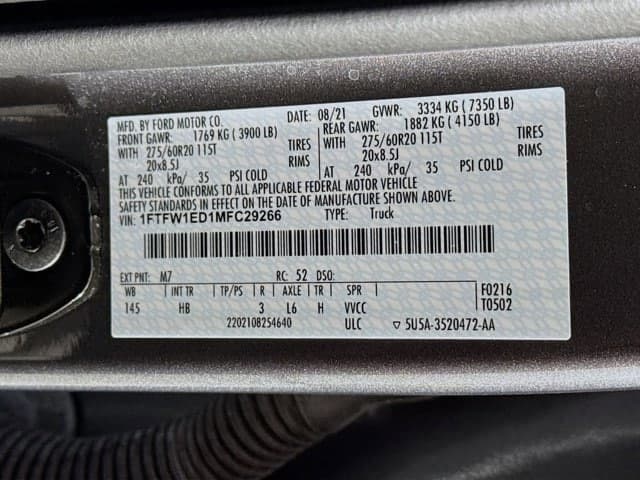 MFD. BY FORD MOTOR CO. DATE: 08/21 GVWR: 3334 KG ( 7350 LB)
FRONT GAWR: 1769 KG ( 3900 LB) REAR GAWR: 1882 KG ( 4150 LB)
WITH 275/60R20 115T TIRES WITH 275/60R20 115T TIRES
20x8.5J RIMS 20x8.5J RIMS
AT 240 kPa/ 35 PSI COLD AT 240 kPa/ 35 PSI COLD
THIS VEHICLE CONFORMS TO ALL APPLICABLE FEDERAL MOTOR VEHICLE
SAFETY STANDARDS IN EFFECT ON THE DATE OF MANUFACTURE SHOWN ABOVE.
VIN: 1FTFW1ED1MFC29266 TYPE: Truck
EXT PNT: M7 RC: 52 DSO: F0216
WB INT TR TP/PS R AXLE TR SPR T0502
145 HB 3 L6 H VVCC
2202108254640 ULC ▽ 5U5A-3520472-AA